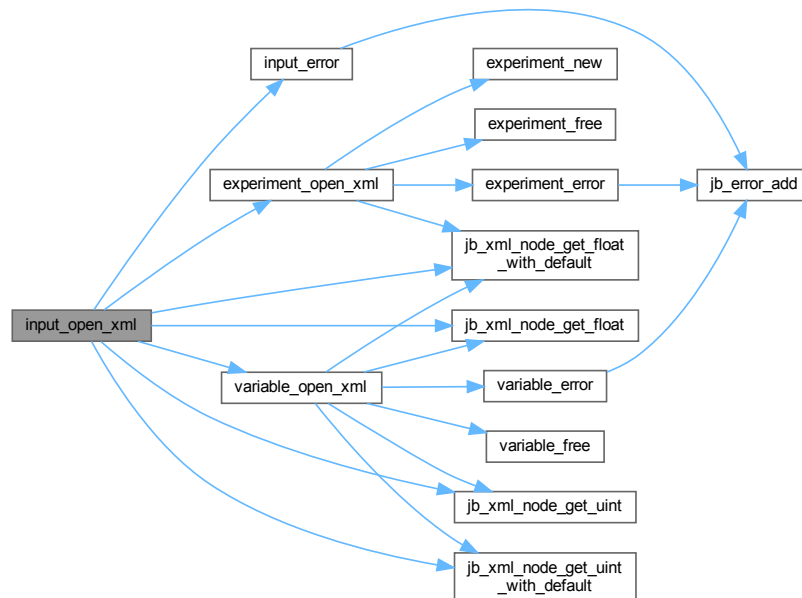 input_error
experiment_new
experiment_free
experiment_open_xml
experiment_error
jb_error_add
jb_xml_node_get_float
_with_default
input_open_xml
jb_xml_node_get_float
variable_open_xml
variable_error
variable_free
jb_xml_node_get_uint
jb_xml_node_get_uint
_with_default